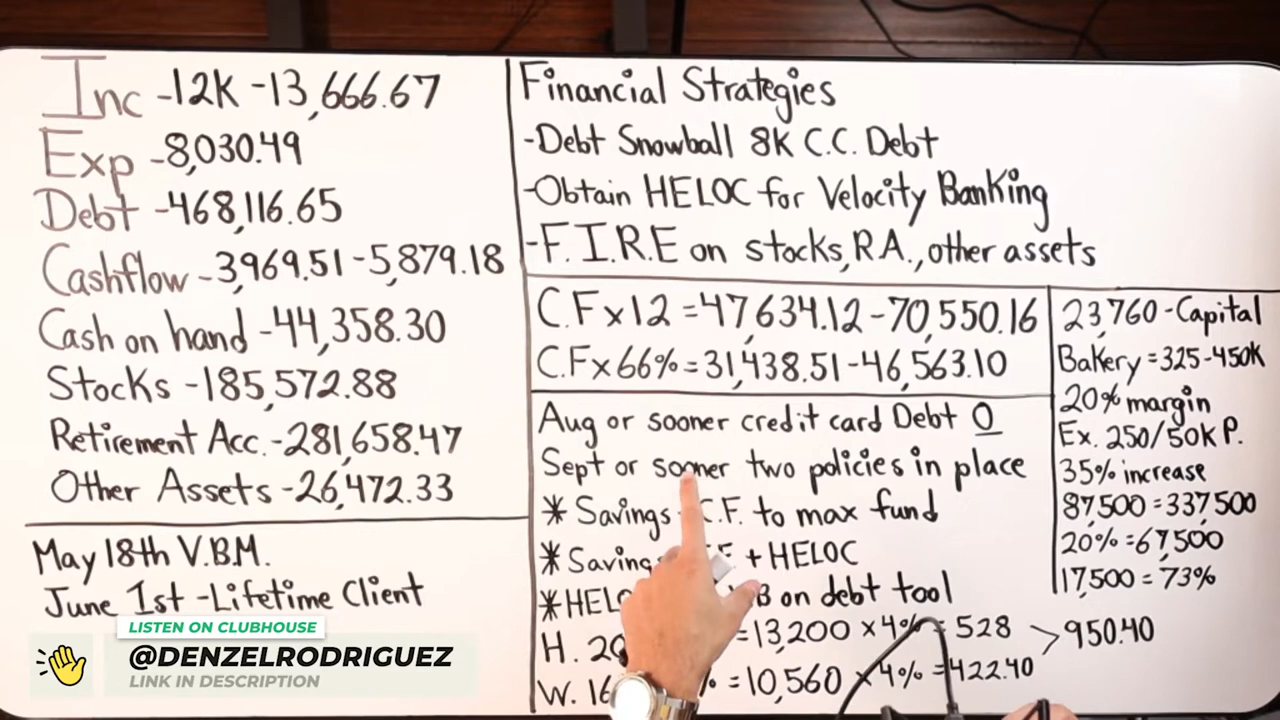 Inc -12K -13,666.67
Exp -8,030.49
Debt -468,116.65
Cashflow -3,969.51 -5,879.18
Cash on hand -44,358.30
Stocks -185,572.88
Retirement Acc. -281,658.47
Other Assets -26,472.33
May 18th V.B.M.
June 1st -Lifetime Client
Financial Strategies
-Debt Snowball 8K C.C. Debt
-Obtain HELOC for Velocity Banking
-F.I.R.E on stocks, R.A., other assets
C.F x 12 = 47,634.12 - 70,550.16
C.F x 66% = 31,438.51 - 46,563.10
Aug or sooner credit card Debt 0
Sept or sooner two policies in place
* Savings C.F. to max fund
* Saving + HELOC
* HELO B on debt tool
H. 20 = 13,200 x 4% = 528
W. 16 % = 10,560 x 4% = 422.40
> 950.40
23,760 - Capital
Bakery = 325-450K
20% margin
Ex. 250/50K P.
35% increase
87,500 = 337,500
20% = 67,500
17,500 = 73%
LISTEN ON CLUBHOUSE
@DENZELRODRIGUEZ
LINK IN DESCRIPTION